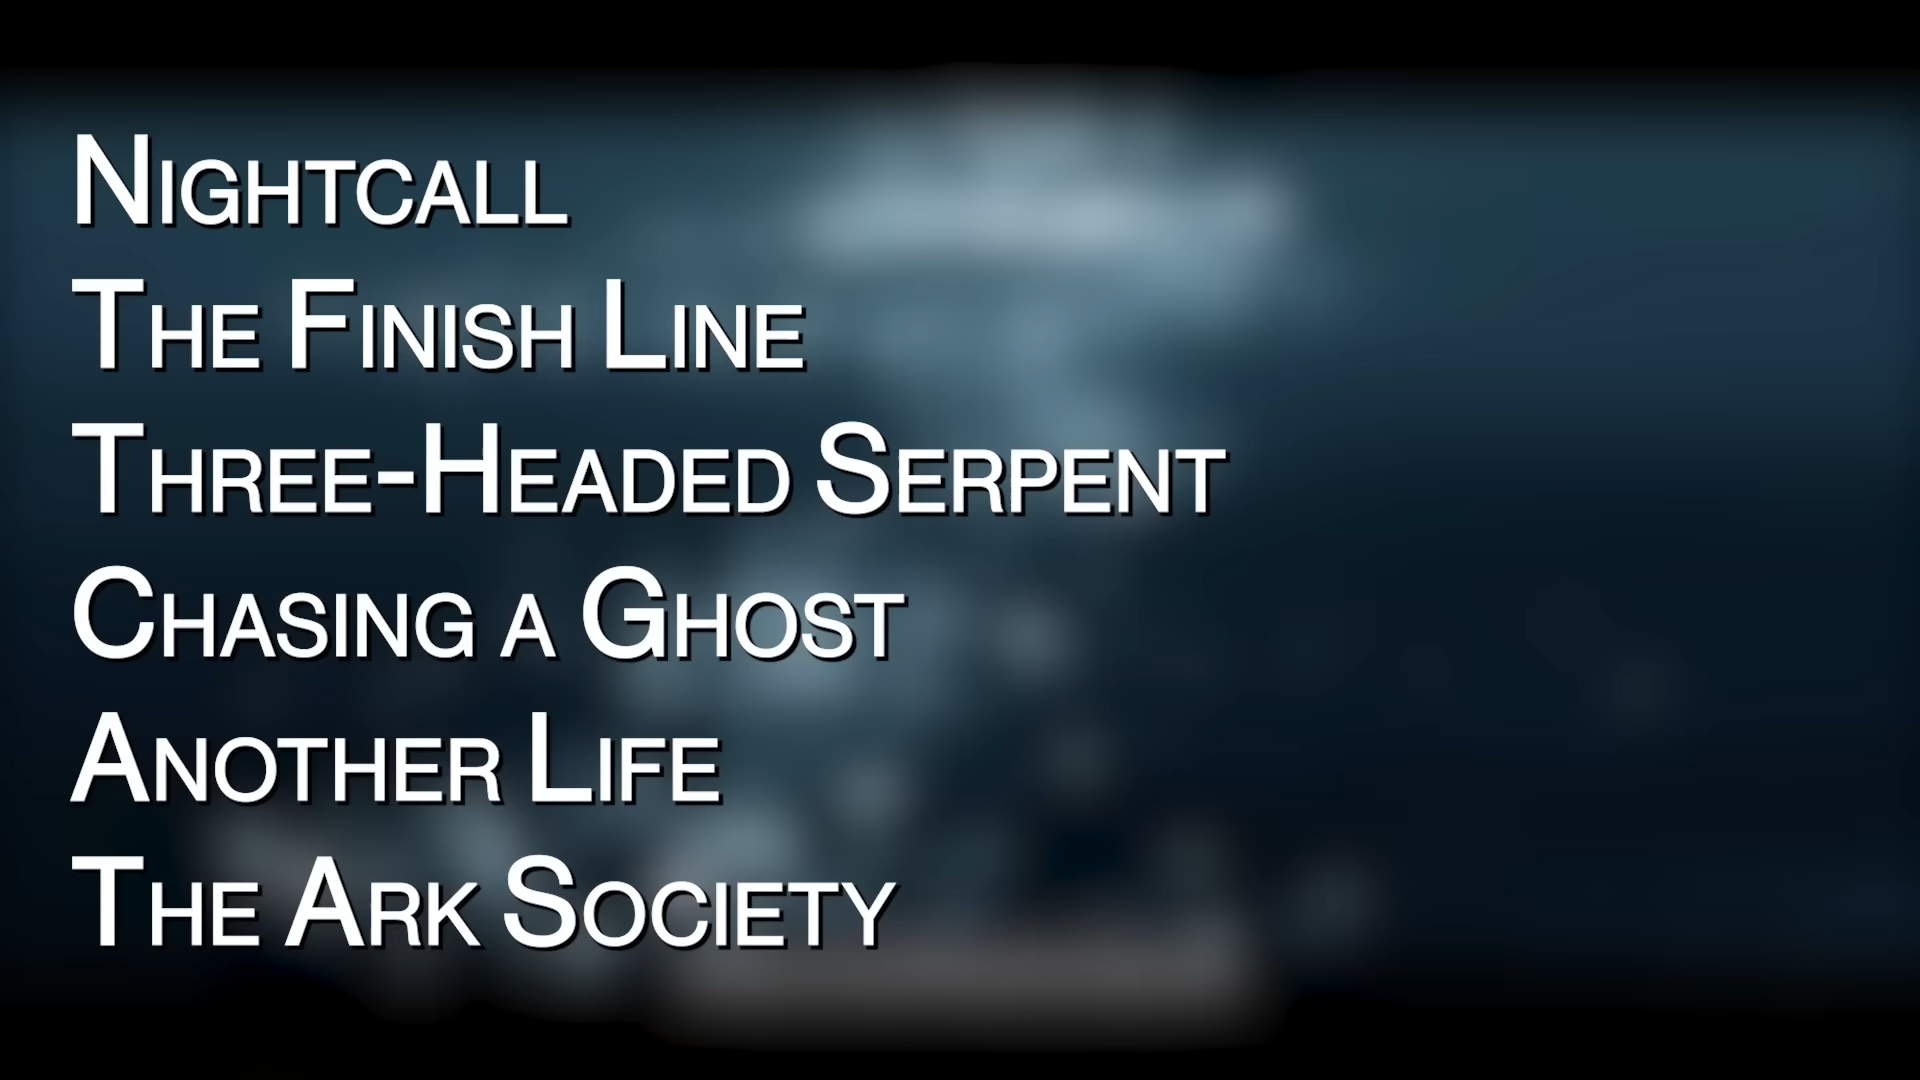 Nightcall
The Finish Line
Three-Headed Serpent
Chasing a Ghost
Another Life
The Ark Society